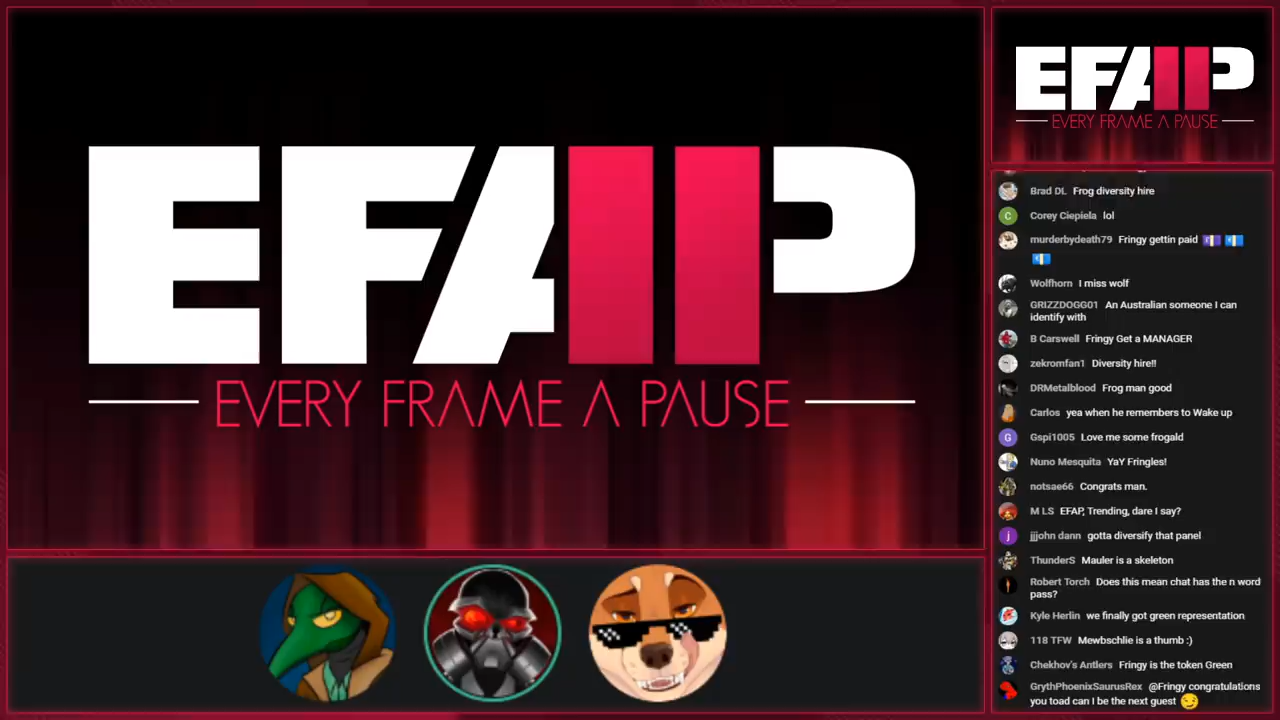 EFAP
EVERY FRAME A PAUSE
EFAP
EVERY FRAME A PAUSE
Brad DL Frog diversity hire
C Corey Ciepiela lol
murderbydeath79 Fringy gettin paid
Wolfhorn I miss wolf
GRIZZDOGG01 An Australian someone I can
identify with
B Carswell Fringy Get a MANAGER
zekromfan1 Diversity hire!!
DRMetalblood Frog man good
Carlos yea when he remembers to Wake up
G Gspi1005 Love me some frogald
Nuno Mesquita YaY Fringles!
notsae66 Congrats man.
M LS EFAP, Trending, dare I say?
j jjjohn dann gotta diversify that panel
ThunderS Mauler is a skeleton
Robert Torch Does this mean chat has the n word
pass?
Kyle Herlin we finally got green representation
118 TFW Mewbschlie is a thumb :)
Chekhov's Antlers Fringy is the token Green
GrythPhoenixSaurusRex @Fringy congratulations
you toad can I be the next guest